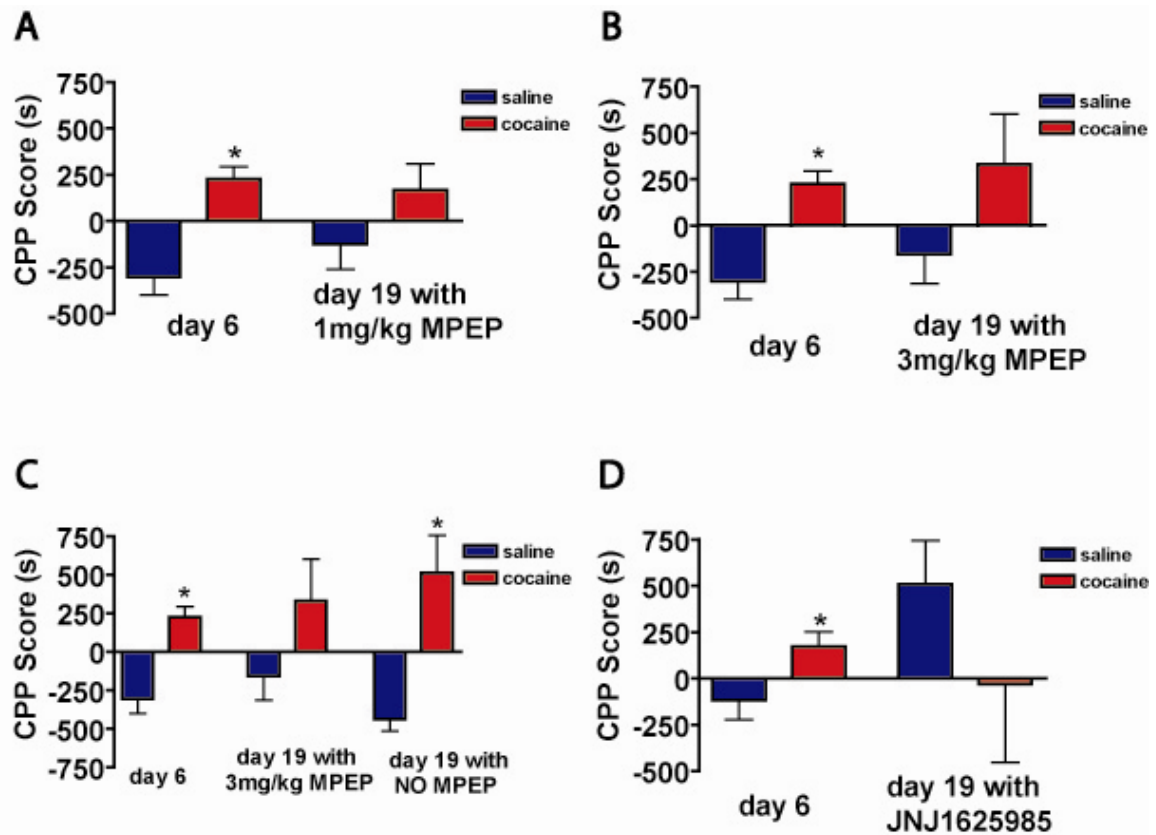 A
CPP Score (s)
750
500
250
0
-250
-500
saline
cocaine
*
day 6
day 19 with
1mg/kg MPEP
B
CPP Score (s)
750
500
250
0
-250
-500
saline
cocaine
*
day 6
day 19 with
3mg/kg MPEP
C
CPP Score (s)
750
500
250
0
-250
-500
-750
saline
cocaine
*
*
day 6
day 19 with
3mg/kg MPEP
day 19 with
NO MPEP
D
CPP Score (s)
750
500
250
0
-250
-500
saline
cocaine
*
day 6
day 19 with
JNJ1625985